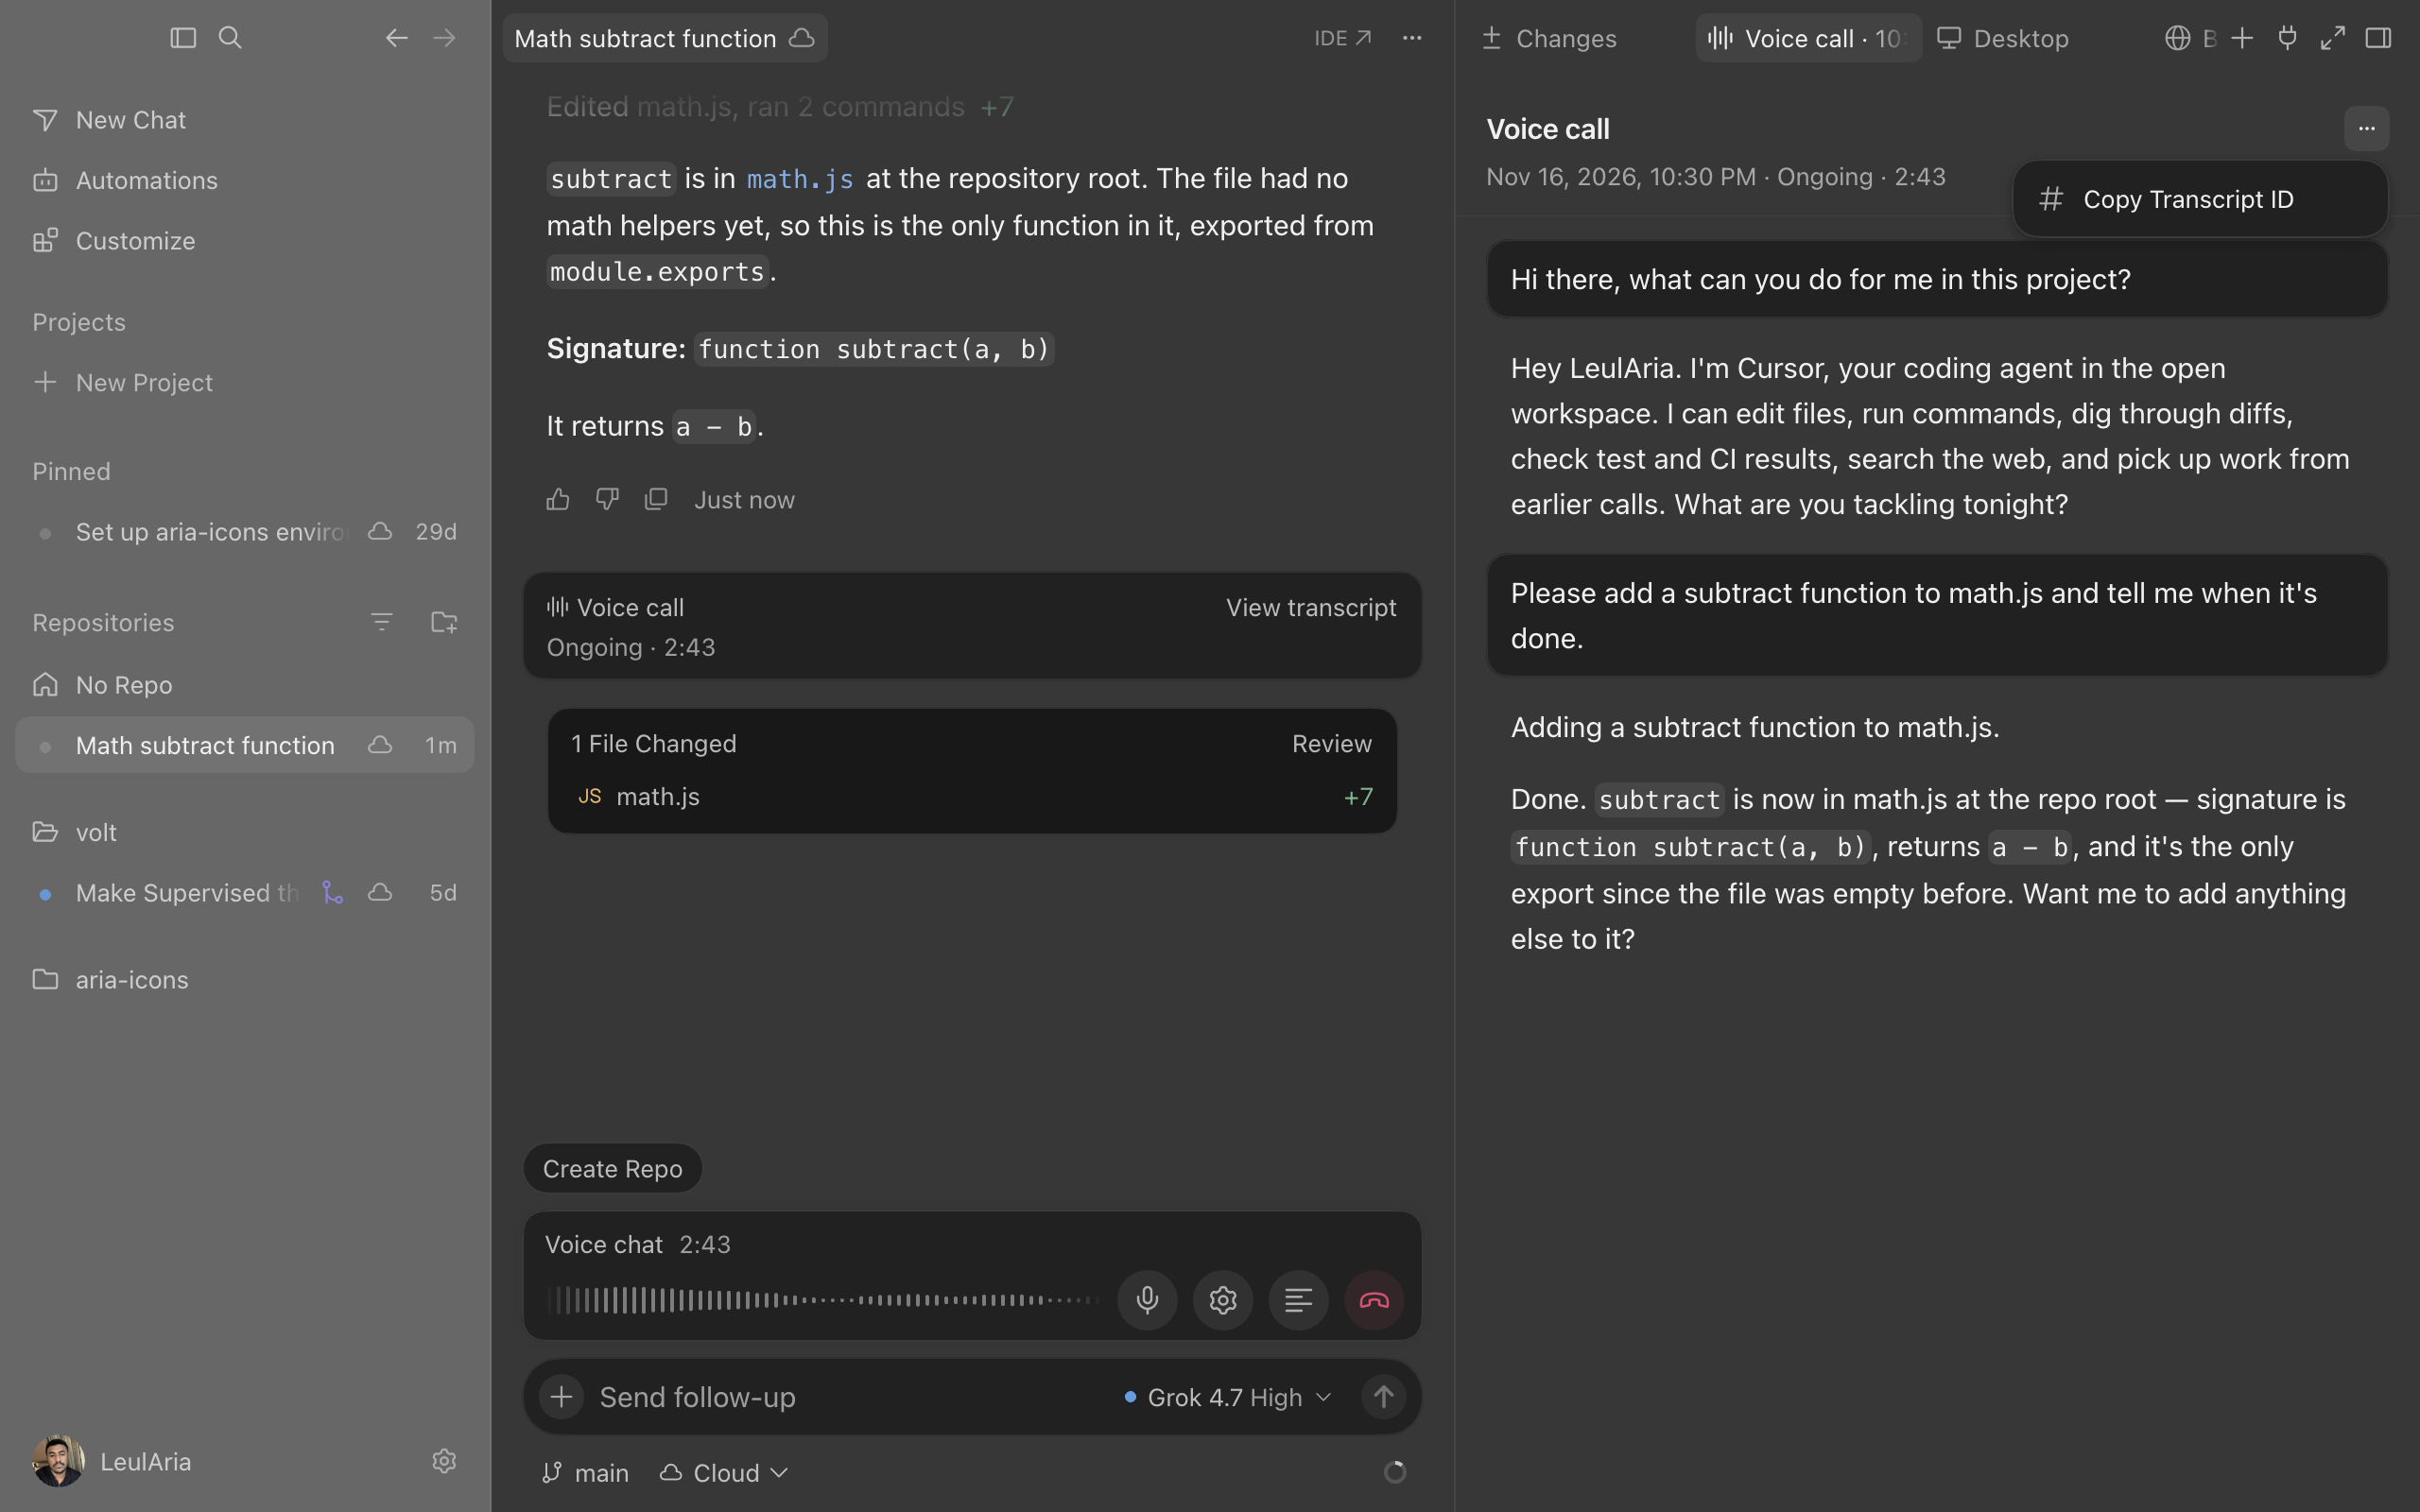 New Chat
Automations
Customize
Projects
New Project
Pinned
Set up aria-icons enviro 29d
Repositories
No Repo
Math subtract function 1m
volt
Make Supervised th 5d
aria-icons
LeulAria
Math subtract function
IDE
Edited math.js, ran 2 commands +7
subtract is in math.js at the repository root. The file had no
math helpers yet, so this is the only function in it, exported from
module.exports.
Signature: function subtract(a, b)
It returns a - b.
Just now
Voice call View transcript
Ongoing · 2:43
1 File Changed Review
JS math.js +7
Create Repo
Voice chat 2:43
Send follow-up Grok 4.7 High
main Cloud
Changes Voice call · 10 Desktop B
Voice call
Nov 16, 2026, 10:30 PM · Ongoing · 2:43
# Copy Transcript ID
Hi there, what can you do for me in this project?
Hey LeulAria. I'm Cursor, your coding agent in the open
workspace. I can edit files, run commands, dig through diffs,
check test and CI results, search the web, and pick up work from
earlier calls. What are you tackling tonight?
Please add a subtract function to math.js and tell me when it's
done.
Adding a subtract function to math.js.
Done. subtract is now in math.js at the repo root — signature is
function subtract(a, b), returns a - b, and it's the only
export since the file was empty before. Want me to add anything
else to it?